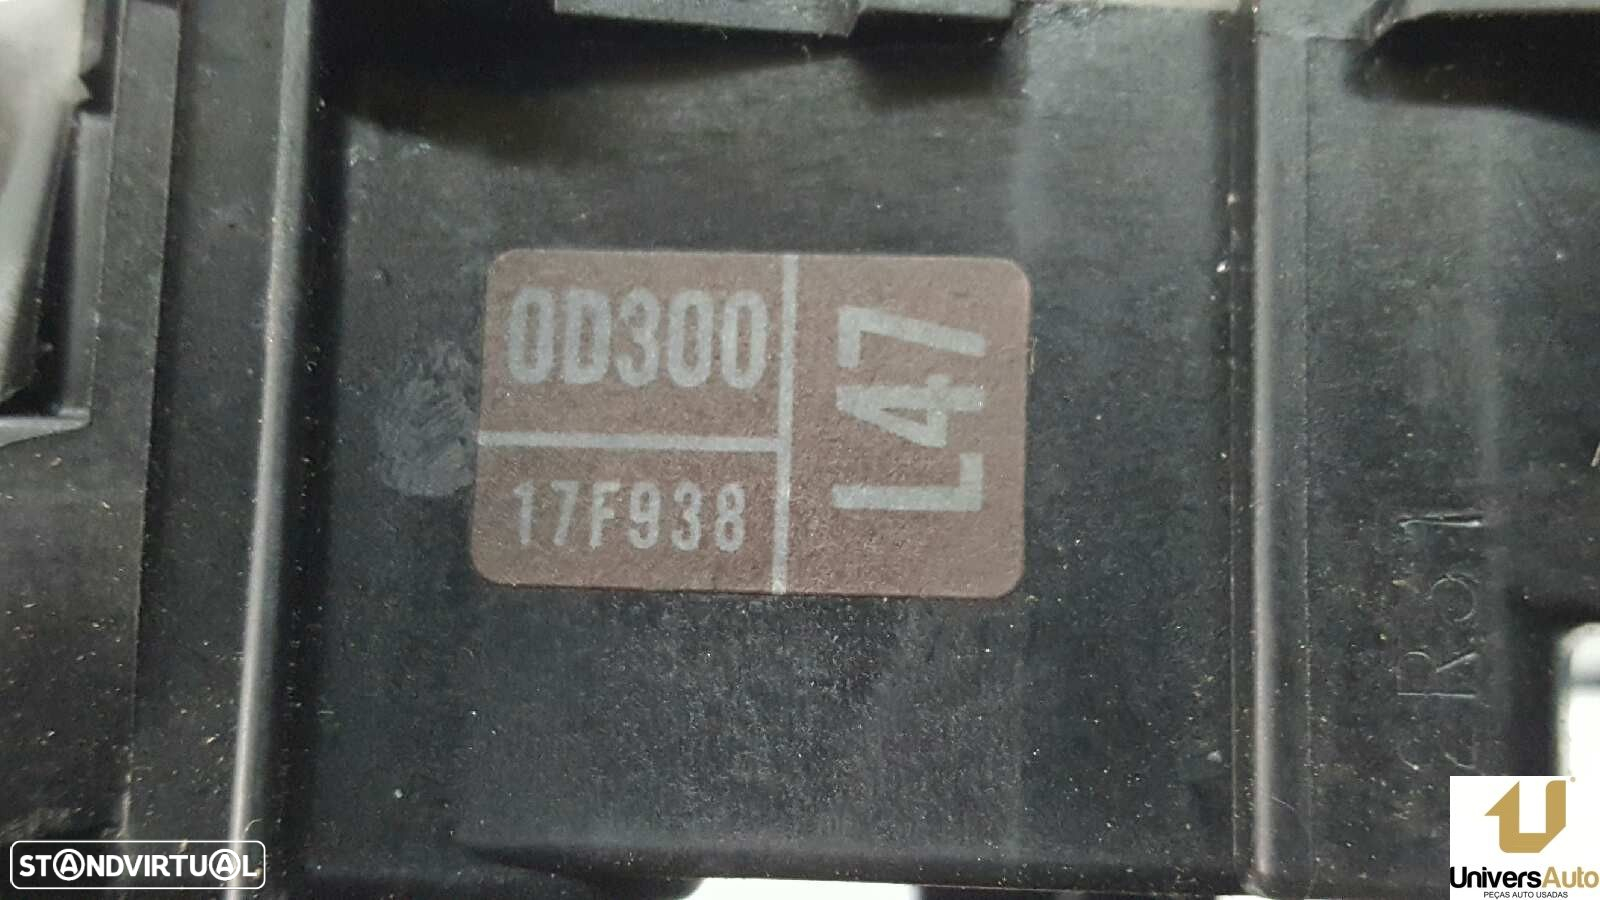 0D300
17F938
L47
STANDVIRTUAL
UniversAuto
PEÇAS AUTO USADAS